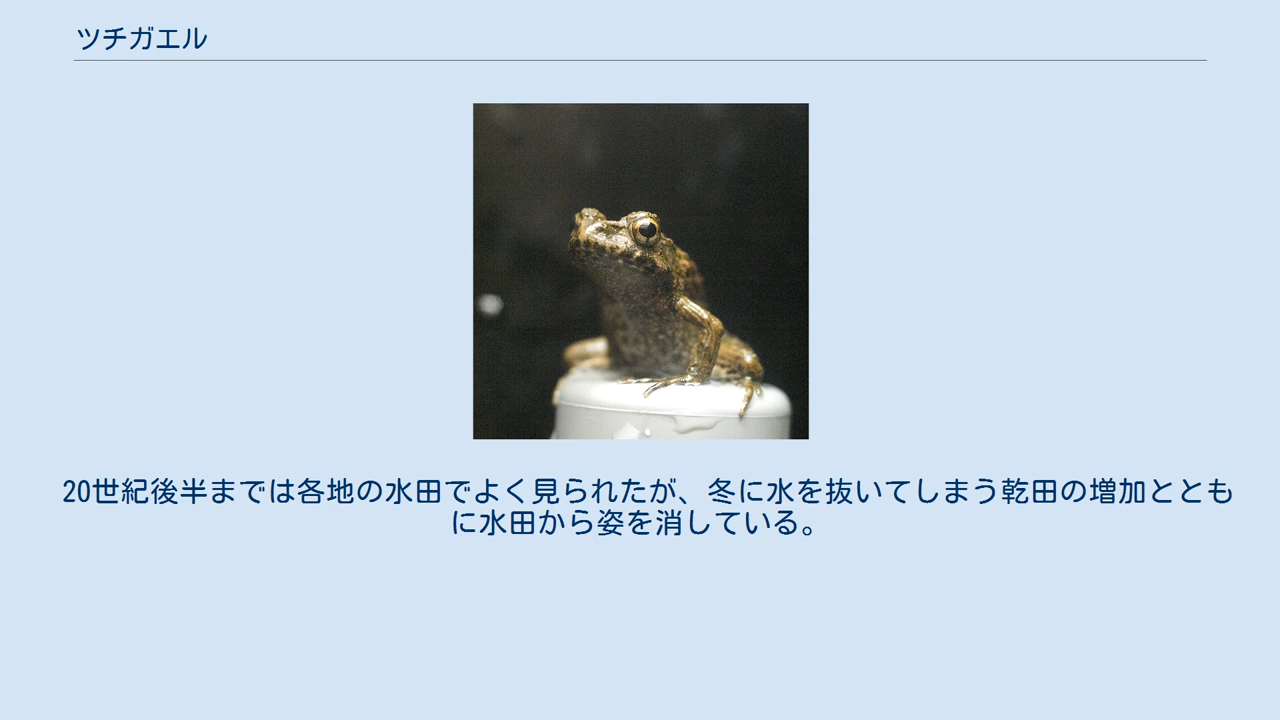 ツチガエル
20世紀後半までは各地の水田でよく見られたが、冬に水を抜いてしまう乾田の増加ととも
に水田から姿を消している。